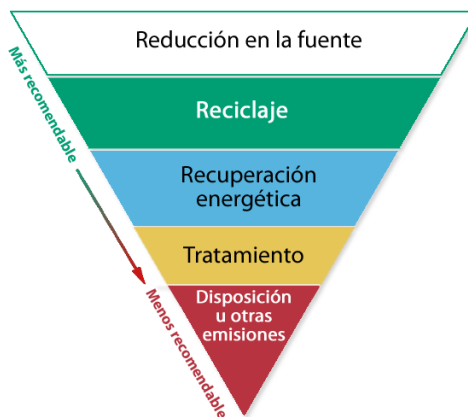 Reducción en la fuente
Más recomendable
Reciclaje
Recuperación
energética
Tratamiento
Menos recomendable
Disposición
u otras
emisiones